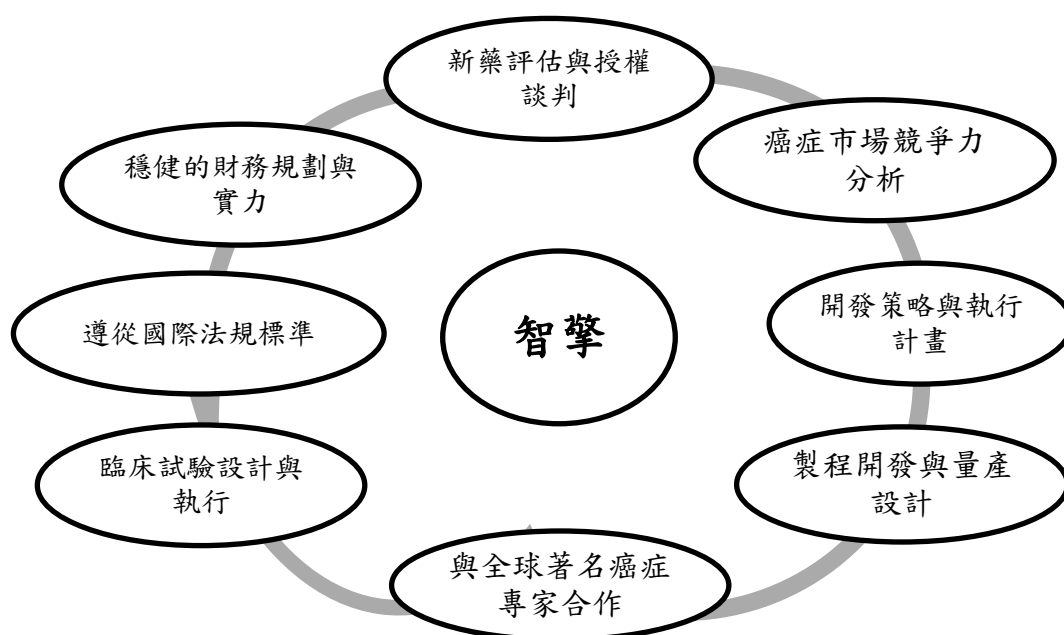 新藥評估與授權
談判
癌症市場競爭力
分析
開發策略與執行
計畫
製程開發與量產
設計
與全球著名癌症
專家合作
臨床試驗設計與
執行
遵從國際法規標準
穩健的財務規劃與
實力
智擎